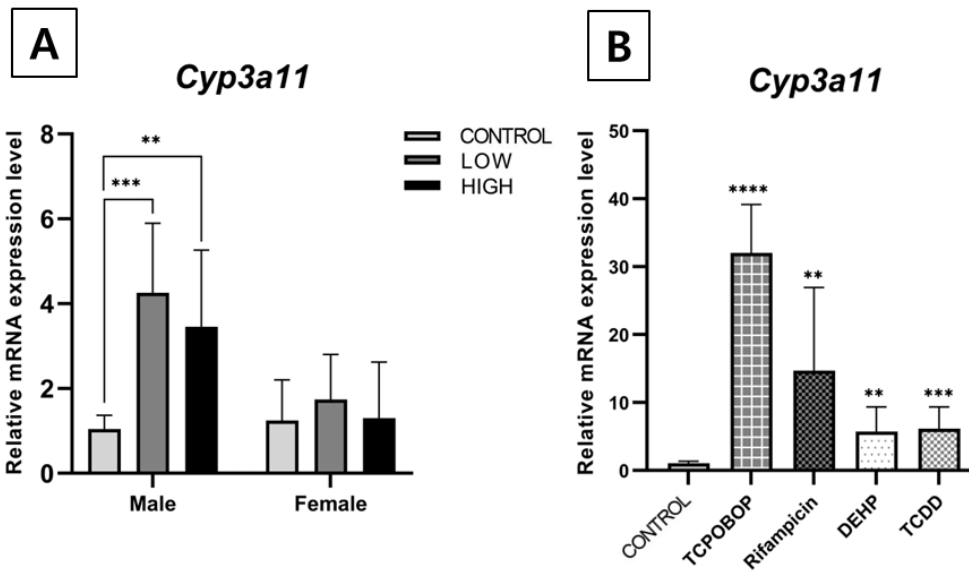 A
Cyp3a11
Relative mRNA expression level
8
6
4
2
0
**
***
CONTROL
LOW
HIGH
Male
Female
B
Cyp3a11
Relative mRNA expression level
50
40
30
20
10
0
****
**
**
***
CONTROL
TCPOBOP
Rifampicin
DEHP
TCDD